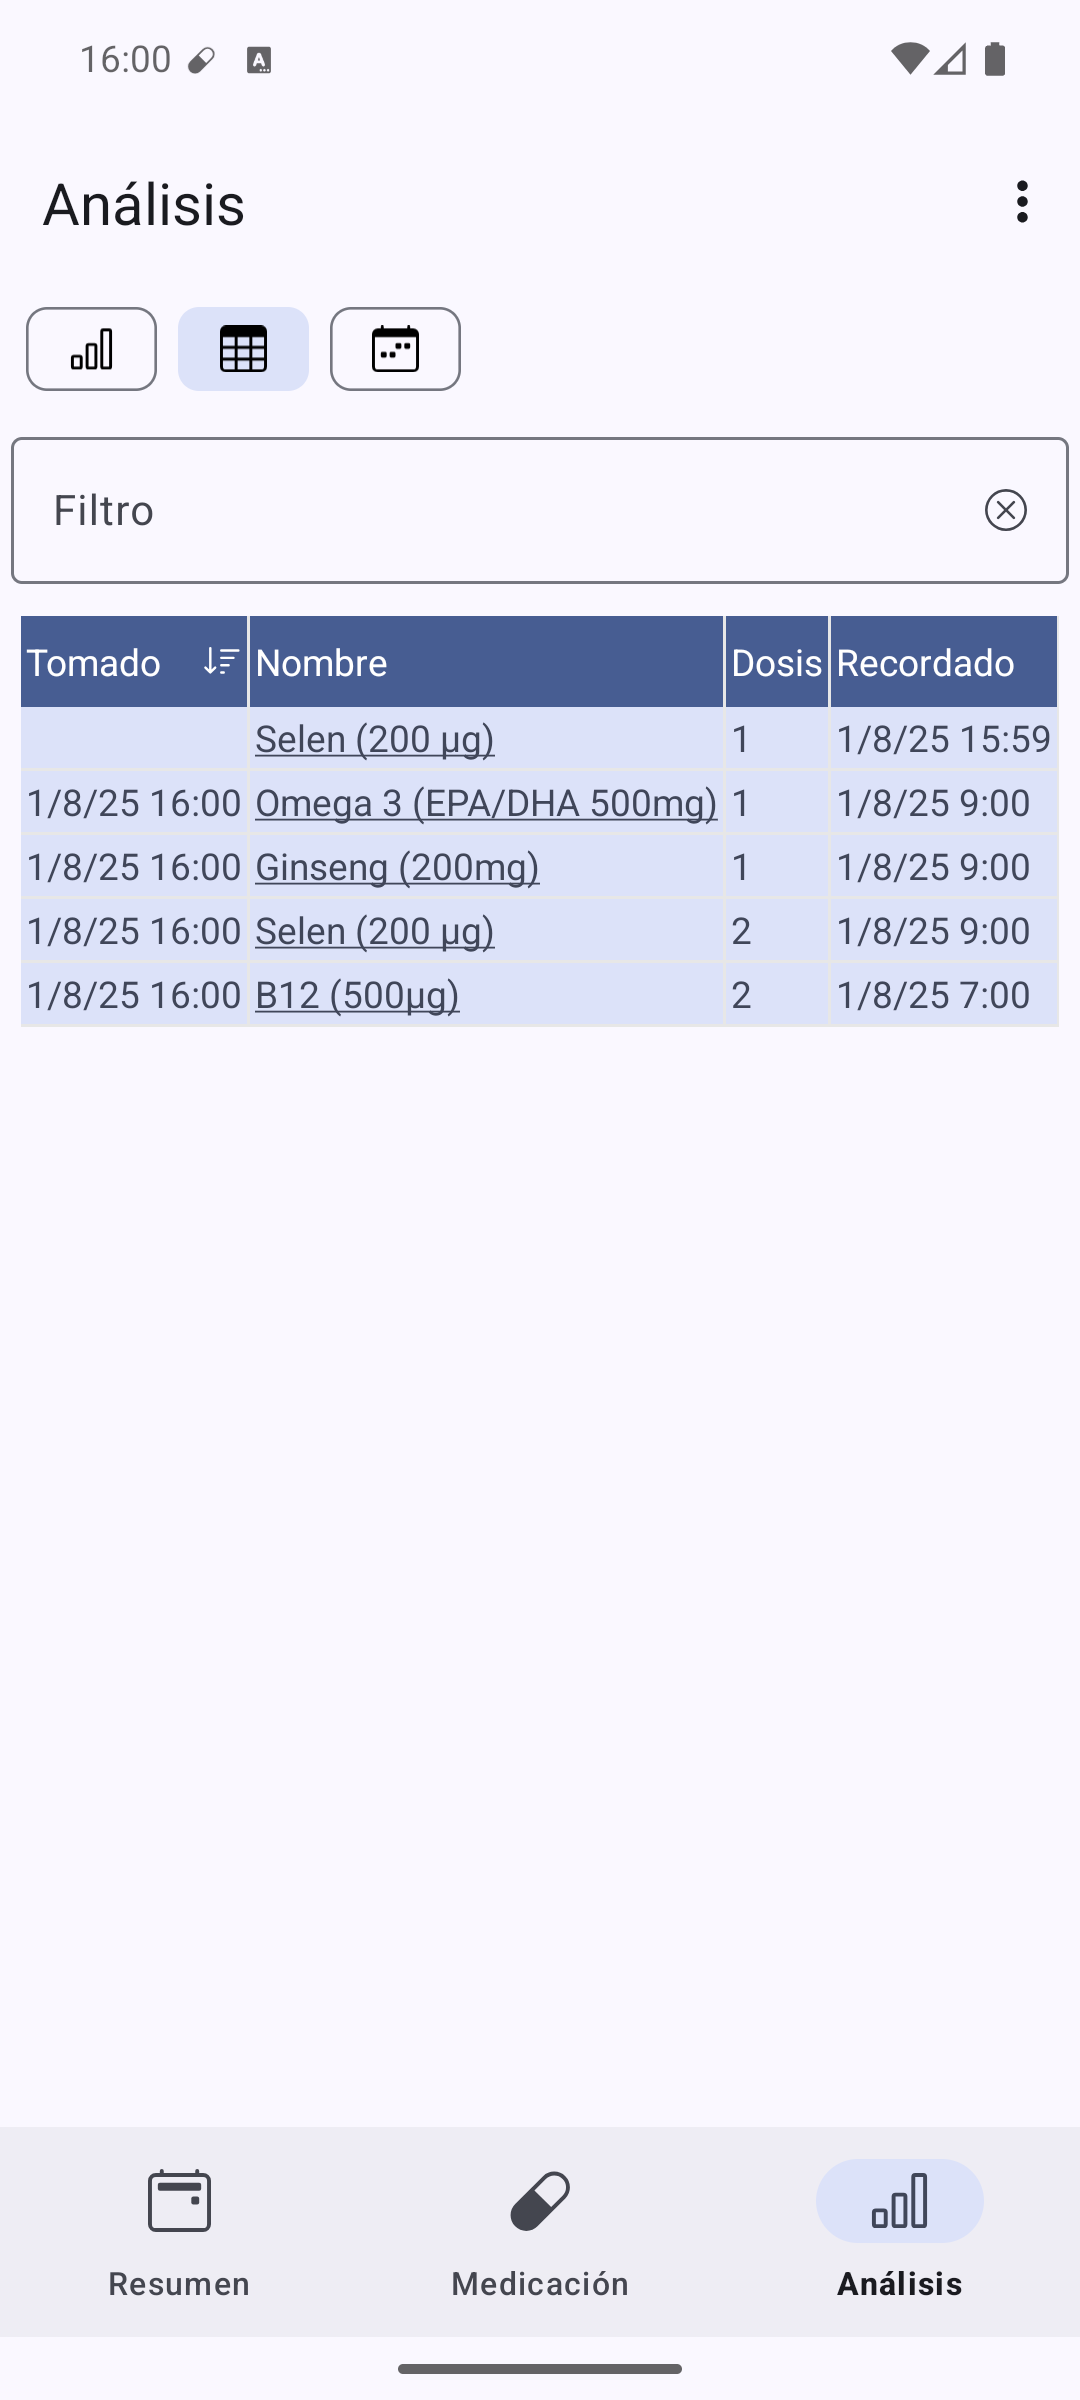 16:00
Análisis
Filtro
Tomado Nombre Dosis Recordado
Selen (200 µg) 1 1/8/25 15:59
1/8/25 16:00 Omega 3 (EPA/DHA 500mg) 1 1/8/25 9:00
1/8/25 16:00 Ginseng (200mg) 1 1/8/25 9:00
1/8/25 16:00 Selen (200 µg) 2 1/8/25 9:00
1/8/25 16:00 B12 (500µg) 2 1/8/25 7:00
Resumen Medicación Análisis